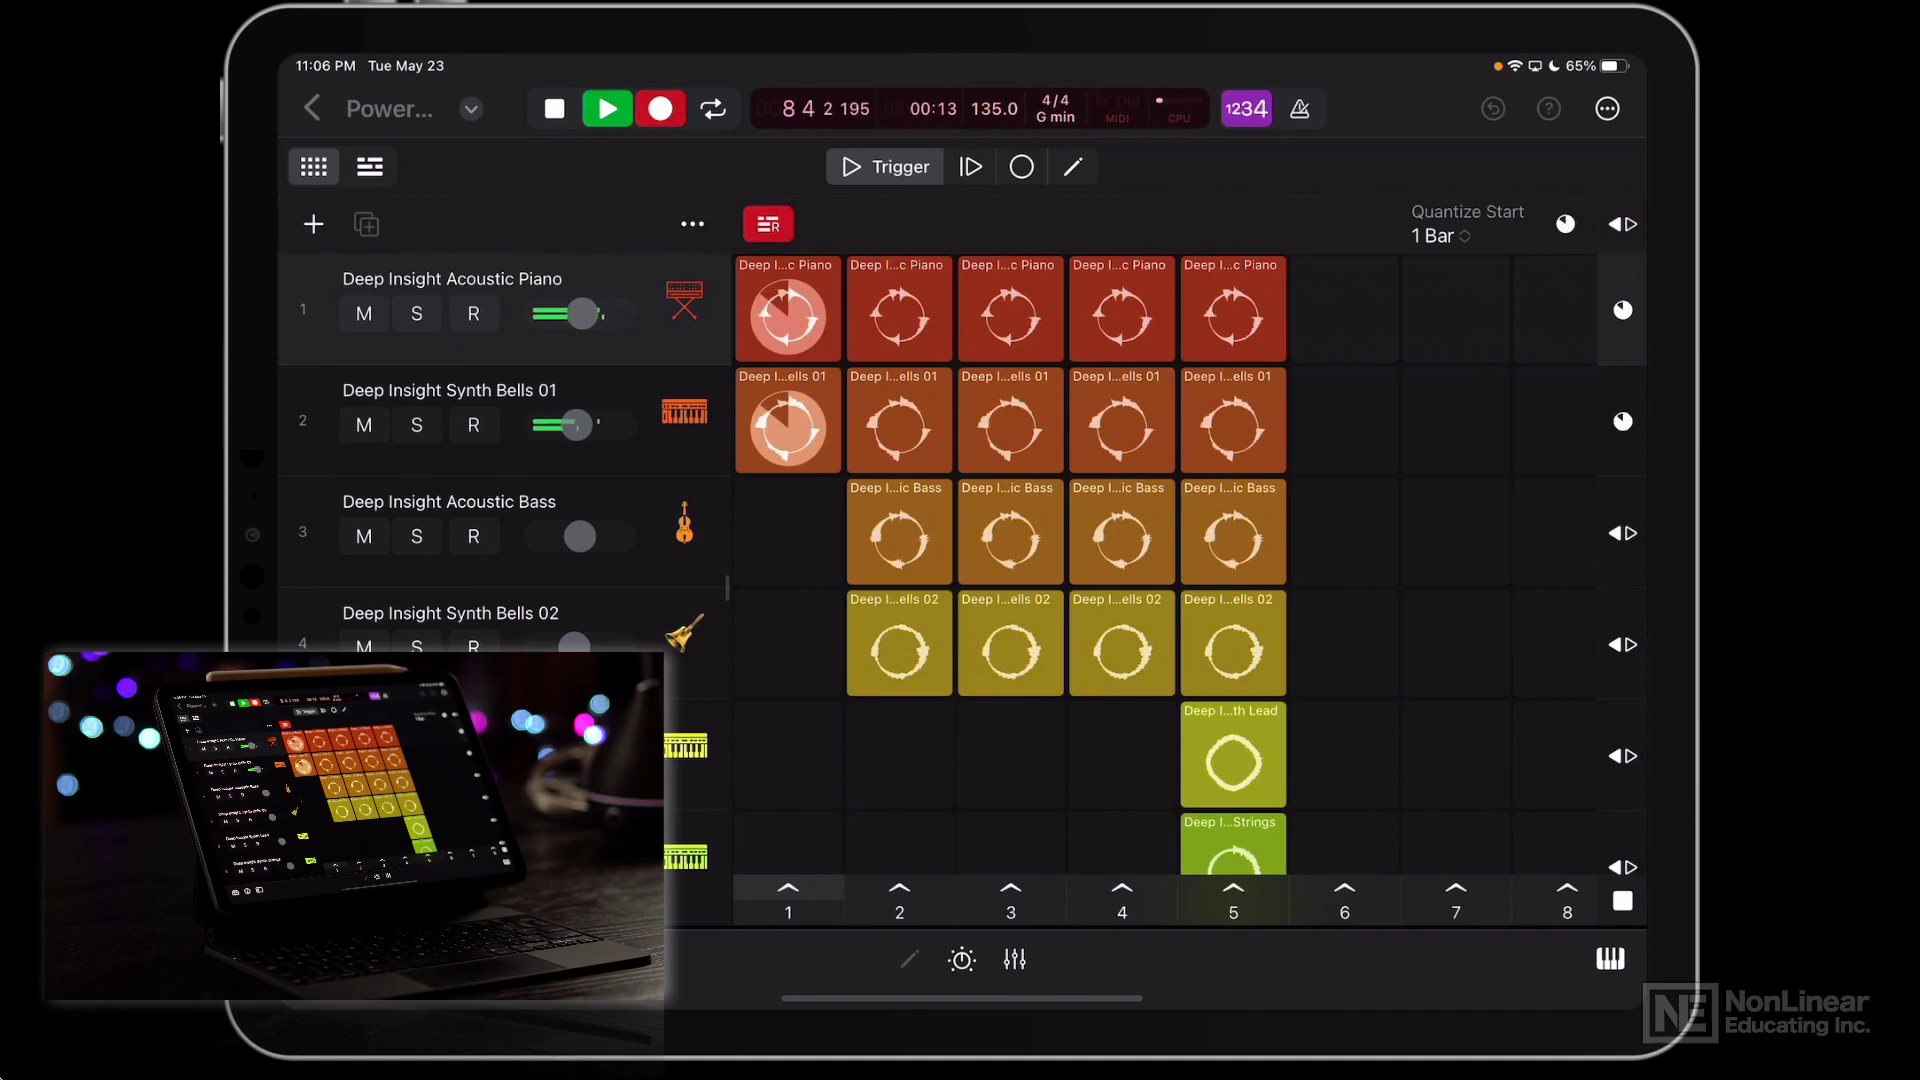 11:06 PM Tue May 23
65%
Power...
8 4 2 195
00:13
135.0
4/4
G min
In Out
MIDI
CPU
1234
Trigger
Quantize Start
1 Bar
R
1
Deep Insight Acoustic Piano
M S R
Deep I...c Piano
Deep I...c Piano
Deep I...c Piano
Deep I...c Piano
Deep I...c Piano
2
Deep Insight Synth Bells 01
M S R
Deep I...ells 01
Deep I...ells 01
Deep I...ells 01
Deep I...ells 01
Deep I...ells 01
3
Deep Insight Acoustic Bass
M S R
Deep I...ic Bass
Deep I...ic Bass
Deep I...ic Bass
Deep I...ic Bass
4
Deep Insight Synth Bells 02
M S R
Deep I...ells 02
Deep I...ells 02
Deep I...ells 02
Deep I...ells 02
Deep I...th Lead
Deep I...Strings
1 2 3 4 5 6 7 8
NE
NonLinear
Educating Inc.